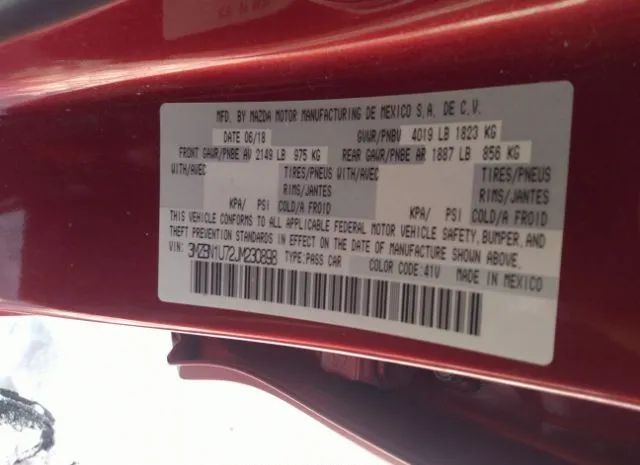 MFD. BY MAZDA MOTOR MANUFACTURING DE MEXICO S.A. DE C.V.
DATE 06/18 GVWR/PNBV 4019 LB 1823 KG
FRONT GAWR/PNBE AV 2149 LB 975 KG REAR GAWR/PNBE AR 1887 LB 856 KG
WITH/AVEC TIRES/PNEUS WITH/AVEC TIRES/PNEUS
RIMS/JANTES RIMS/JANTES
KPA/ PSI COLD/A FROID KPA/ PSI COLD/A FROID
THIS VEHICLE CONFORMS TO ALL APPLICABLE FEDERAL MOTOR VEHICLE SAFETY, BUMPER, AND
THEFT PREVENTION STANDARDS IN EFFECT ON THE DATE OF MANUFACTURE SHOWN ABOVE.
VIN: 3MZBN1U72JM230898 TYPE:PASS CAR COLOR CODE:41V MADE IN MEXICO